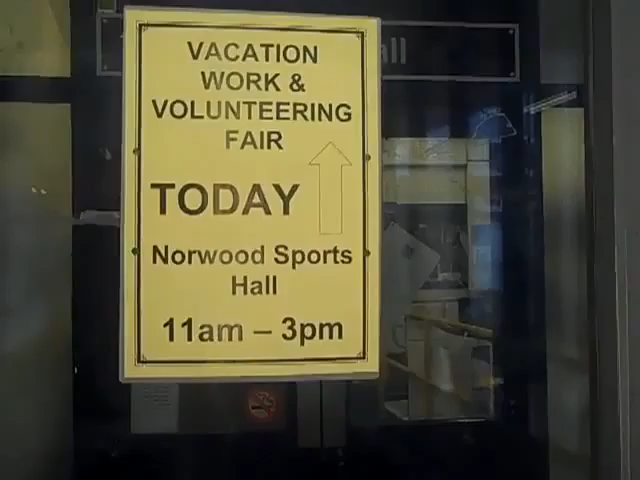 VACATION
WORK &
VOLUNTEERING
FAIR
TODAY
Norwood Sports
Hall
11am – 3pm